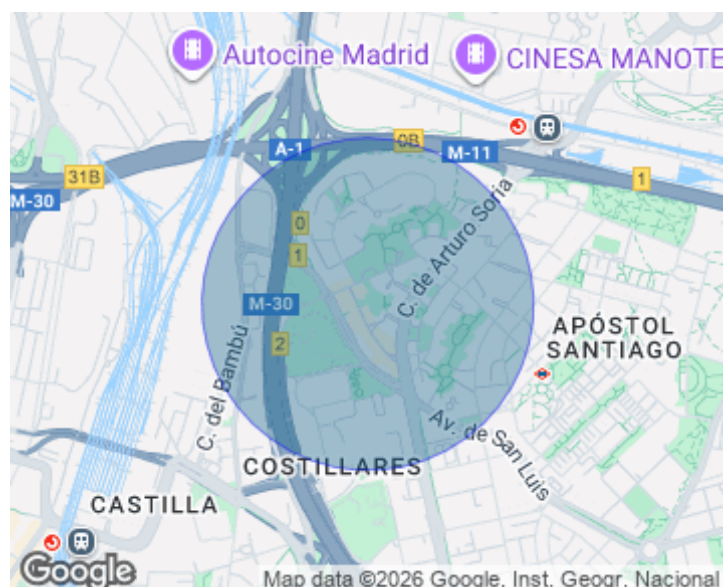 Autocine Madrid
CINESA MANOTE
0B
A-1
M-11
31B
1
M-30
C. de Arturo Soria
0
1
M-30
2
APÓSTOL
SANTIAGO
C. del Bambú
Av. de San Luis
COSTILLARES
CASTILLA
Google
Map data ©2026 Google, Inst. Geogr. Nacional